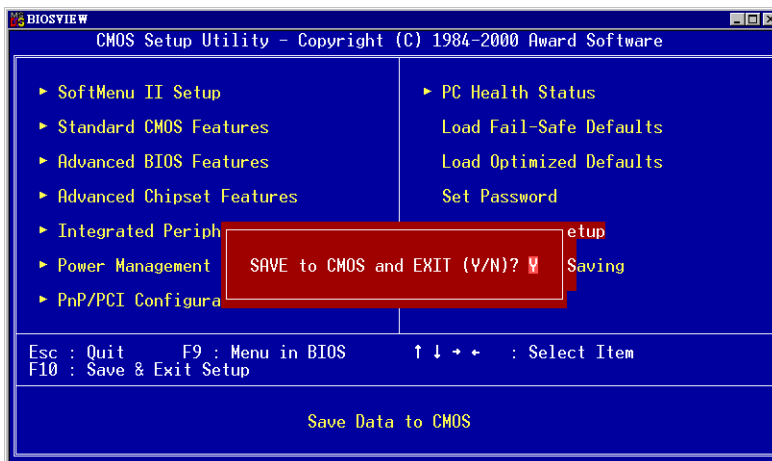 BIOSVIEW
CMOS Setup Utility - Copyright (C) 1984-2000 Award Software
► SoftMenu II Setup
► Standard CMOS Features
► Advanced BIOS Features
► Advanced Chipset Features
► Integrated Periph
► Power Management
► PnP/PCI Configura
► PC Health Status
Load Fail-Safe Defaults
Load Optimized Defaults
Set Password
etup
Saving
SAVE to CMOS and EXIT (Y/N)? Y
Esc : Quit F9 : Menu in BIOS ↑ ↓ → ← : Select Item
F10 : Save & Exit Setup
Save Data to CMOS